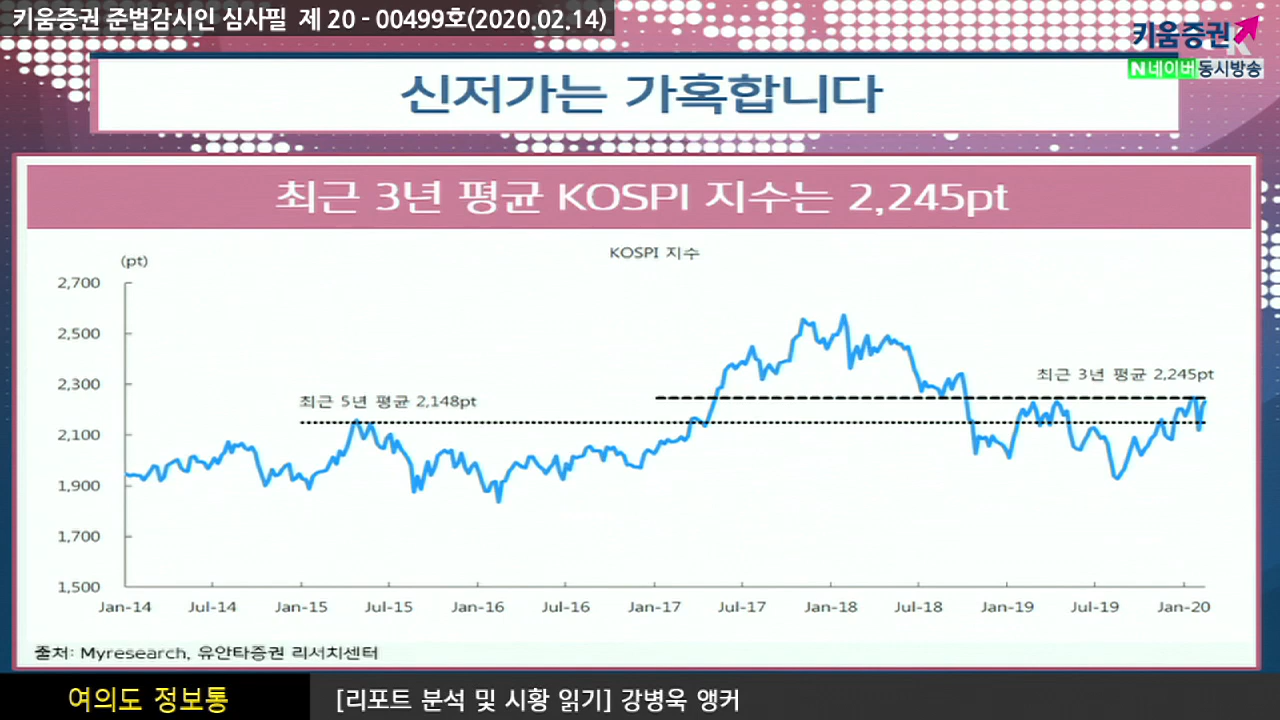 키움증권 준법감시인 심사필 제 20 - 00499호(2020.02.14)
키움증권
N 네이버 동시방송
신저가는 가혹합니다
최근 3년 평균 KOSPI 지수는 2,245pt
KOSPI 지수
(pt)
2,700
2,500
2,300
2,100
1,900
1,700
1,500
최근 5년 평균 2,148pt
최근 3년 평균 2,245pt
Jan-14 Jul-14 Jan-15 Jul-15 Jan-16 Jul-16 Jan-17 Jul-17 Jan-18 Jul-18 Jan-19 Jul-19 Jan-20
출처: Myresearch, 유안타증권 리서치센터
여의도 정보통
[리포트 분석 및 시황 읽기] 강병욱 앵커